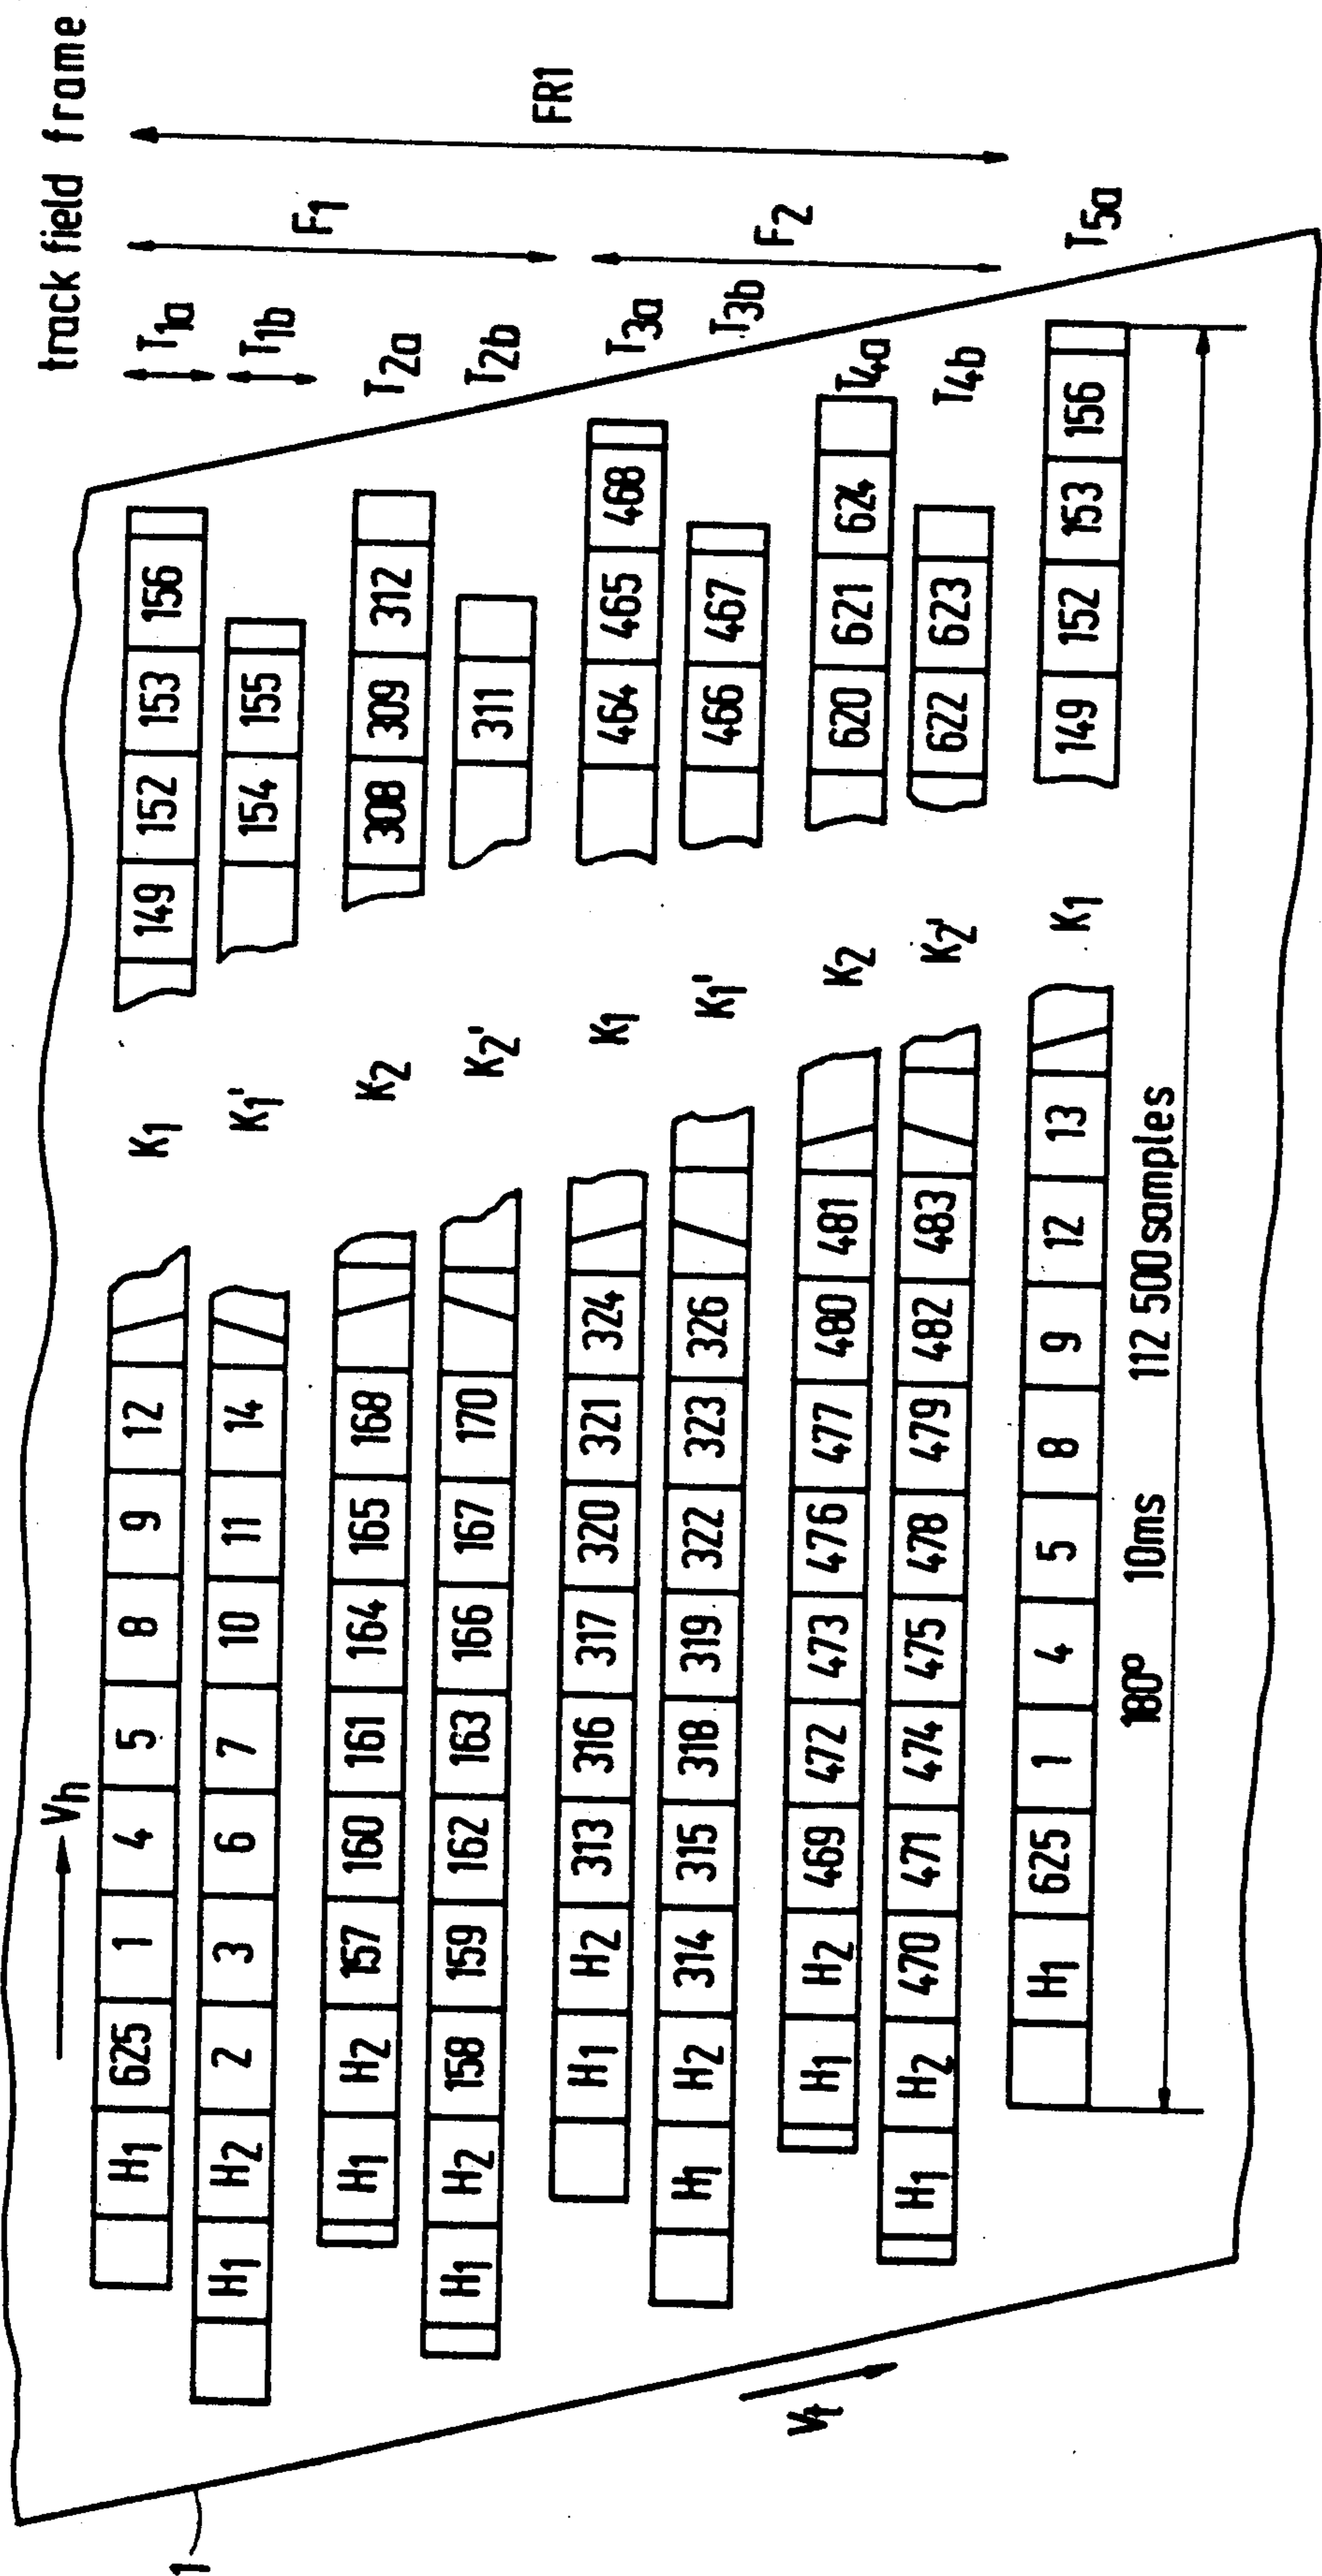 track field frame
Vh
H1 625 1 4 5 8 9 12 K1 149 152 153 156 T1a
H1 H2 2 3 6 7 10 11 14 K1' 154 155 T1b
F1
H1 H2 157 160 161 164 165 168 K2 308 309 312 T2a
H1 H2 158 159 162 163 166 167 170 K2' 311 T2b
FR1
H1 H2 313 316 317 320 321 324 K1 464 465 468 T3a
H1 H2 314 315 318 319 322 323 326 K1' 466 467 T3b
F2
H1 H2 469 472 473 476 477 480 481 K2 620 621 624 T4a
H1 H2 470 471 474 475 478 479 482 483 K2' 622 623 T4b
H1 625 1 4 5 8 9 12 13 K1 149 152 153 156 T5a
180° 10ms 112 500 samples
Vt
1